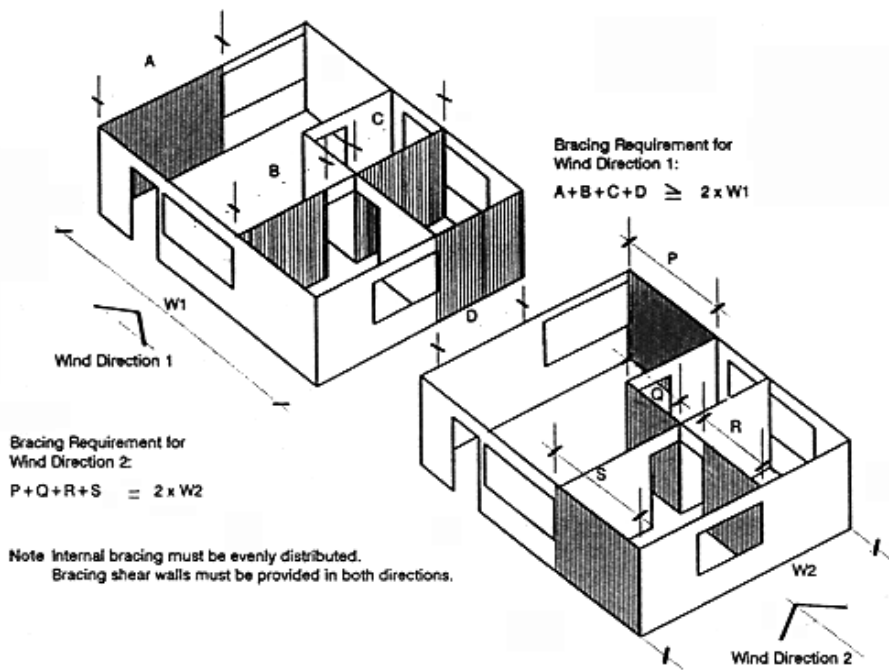 A
C
B
Bracing Requirement for
Wind Direction 1:
A+B+C+D ≥ 2 x W1
W1
D
Wind Direction 1
P
Q
R
S
Bracing Requirement for
Wind Direction 2:
P+Q+R+S = 2 x W2
Note Internal bracing must be evenly distributed.
Bracing shear walls must be provided in both directions.
W2
Wind Direction 2